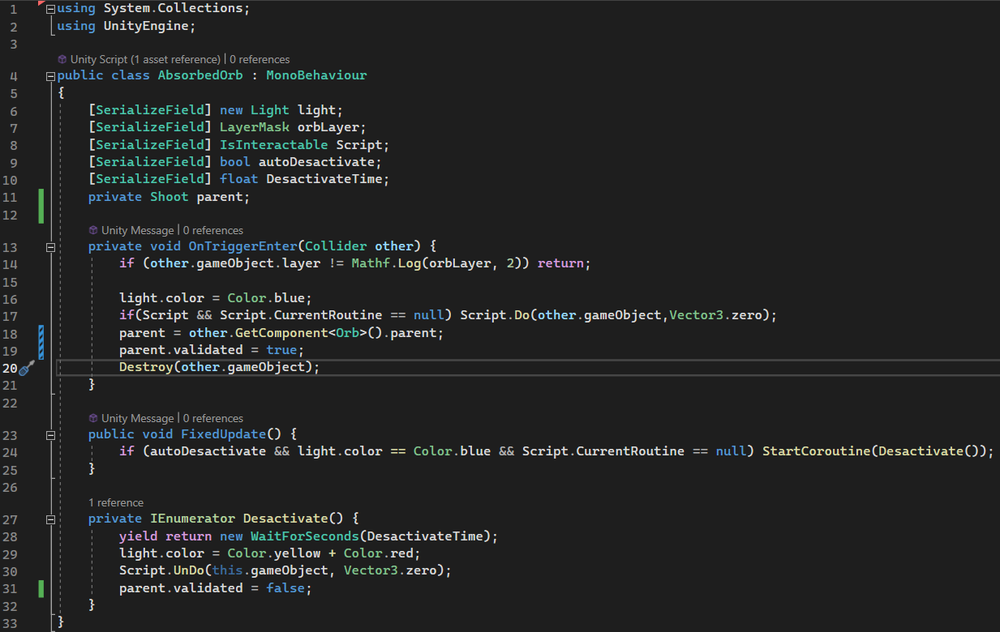 1 using System.Collections;
2 using UnityEngine;
3
Unity Script (1 asset reference) | 0 references
4 public class AbsorbedOrb : MonoBehaviour
5 {
6     [SerializeField] new Light light;
7     [SerializeField] LayerMask orbLayer;
8     [SerializeField] IsInteractable Script;
9     [SerializeField] bool autoDesactivate;
10     [SerializeField] float DesactivateTime;
11     private Shoot parent;
12
Unity Message | 0 references
13     private void OnTriggerEnter(Collider other) {
14         if (other.gameObject.layer != Mathf.Log(orbLayer, 2)) return;
15
16         light.color = Color.blue;
17         if(Script && Script.CurrentRoutine == null) Script.Do(other.gameObject,Vector3.zero);
18         parent = other.GetComponent<Orb>().parent;
19         parent.validated = true;
20         Destroy(other.gameObject);
21     }
22
Unity Message | 0 references
23     public void FixedUpdate() {
24         if (autoDesactivate && light.color == Color.blue && Script.CurrentRoutine == null) StartCoroutine(Desactivate());
25     }
26
1 reference
27     private IEnumerator Desactivate() {
28         yield return new WaitForSeconds(DesactivateTime);
29         light.color = Color.yellow + Color.red;
30         Script.UnDo(this.gameObject, Vector3.zero);
31         parent.validated = false;
32     }
33 }